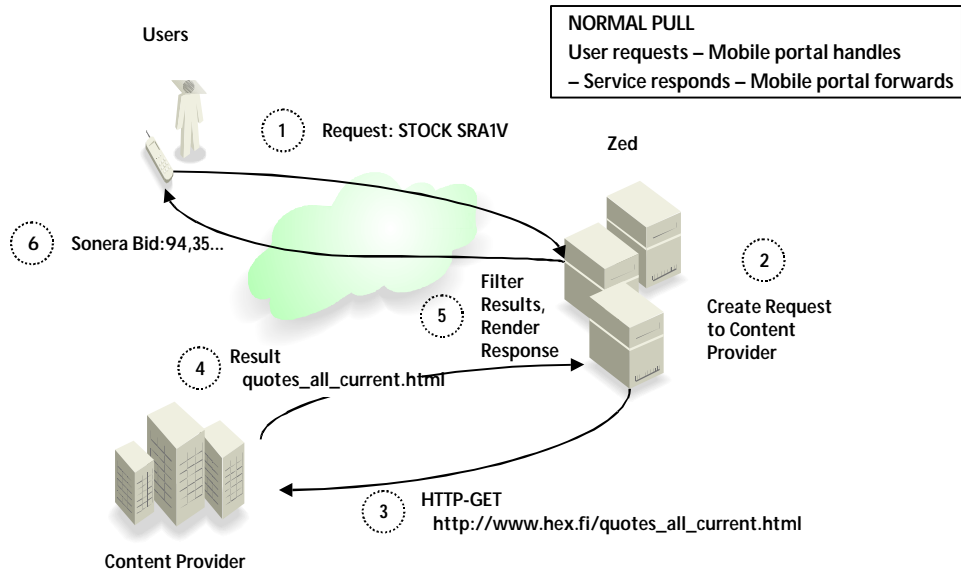 NORMAL PULL
User requests – Mobile portal handles
– Service responds – Mobile portal forwards
Users
1
Request: STOCK SRA1V
Zed
6
Sonera Bid:94,35...
2
Create Request
to Content
Provider
5
Filter
Results,
Render
Response
4
Result
quotes_all_current.html
3
HTTP-GET
http://www.hex.fi/quotes_all_current.html
Content Provider